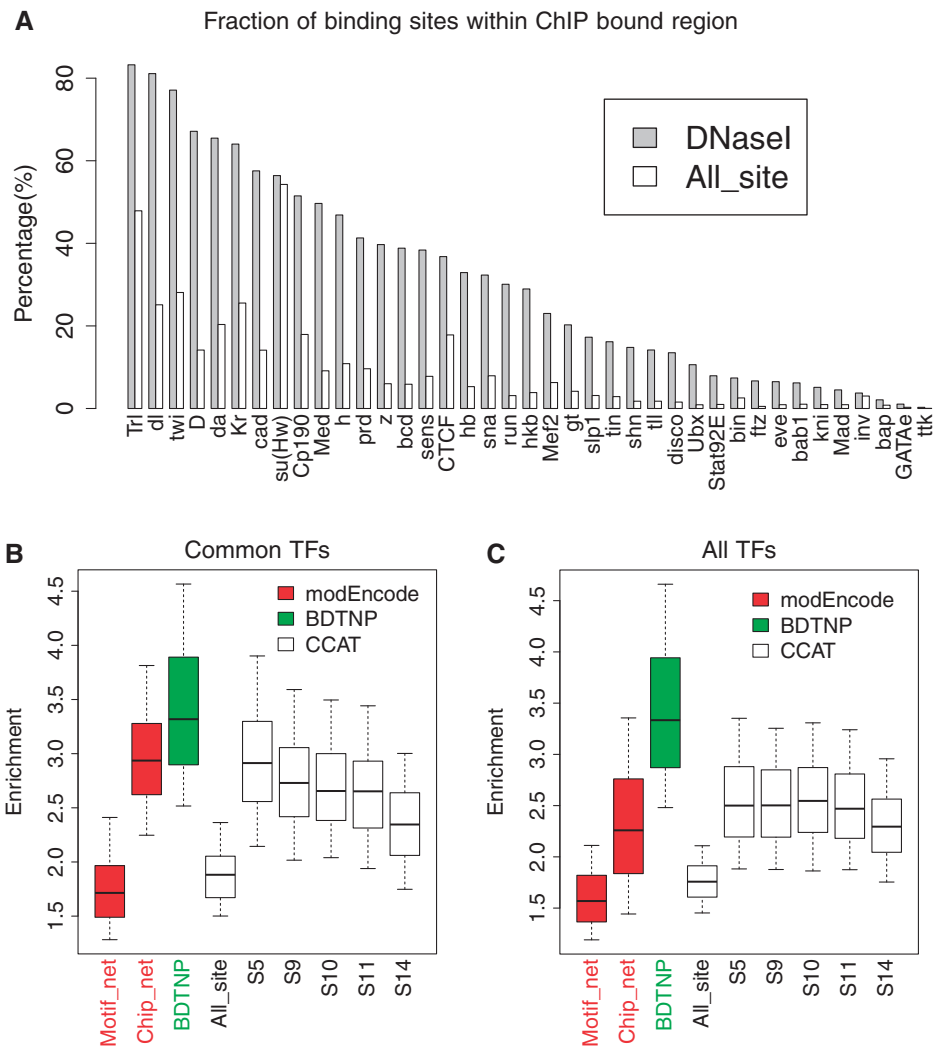 A
Fraction of binding sites within ChIP bound region
Percentage(%)
80
60
40
20
0
DNaseI
All_site
Trl
dl
twi
D
da
Kr
cad
su(Hw)
Cp190
Med
h
prd
z
bcd
sens
CTCF
hb
sna
run
hkb
Mef2
gt
slp1
tin
shn
tll
disco
Ubx
Stat92E
bin
ftz
eve
bab1
kni
Mad
inv
bap
GATAe
ttk
B
Common TFs
Enrichment
4.5
4.0
3.5
3.0
2.5
2.0
1.5
modEncode
BDTNP
CCAT
Motif_net
Chip_net
BDTNP
All_site
S5
S9
S10
S11
S14
C
All TFs
Enrichment
4.5
4.0
3.5
3.0
2.5
2.0
1.5
modEncode
BDTNP
CCAT
Motif_net
Chip_net
BDTNP
All_site
S5
S9
S10
S11
S14